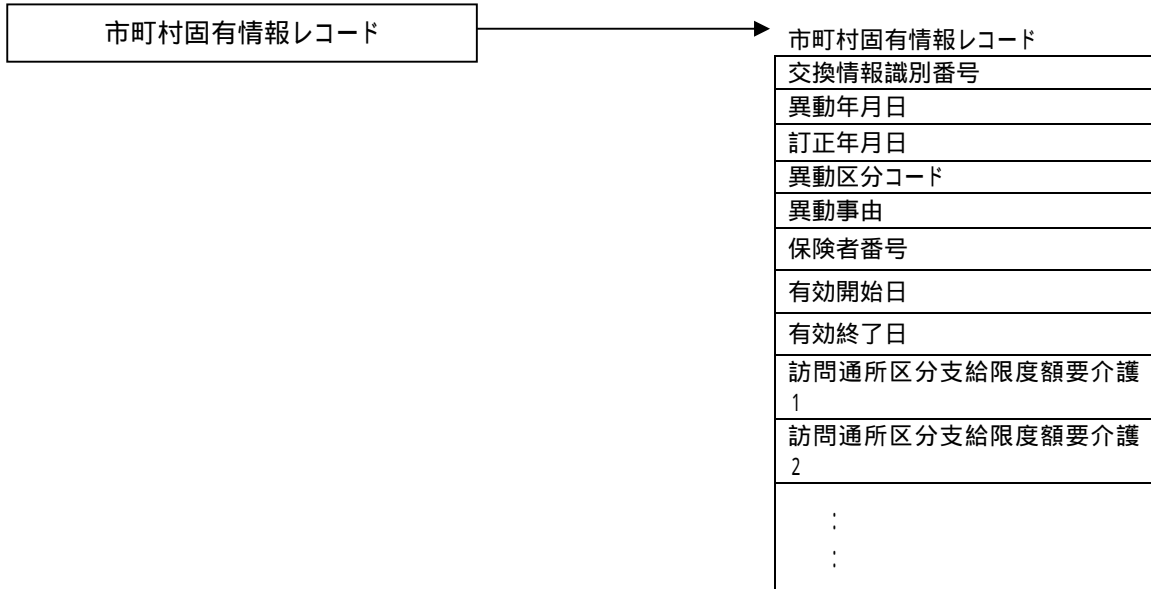 市町村固有情報レコード
市町村固有情報レコード
交換情報識別番号
異動年月日
訂正年月日
異動区分コード
異動事由
保険者番号
有効開始日
有効終了日
訪問通所区分支給限度額要介護
1
訪問通所区分支給限度額要介護
2
:
: